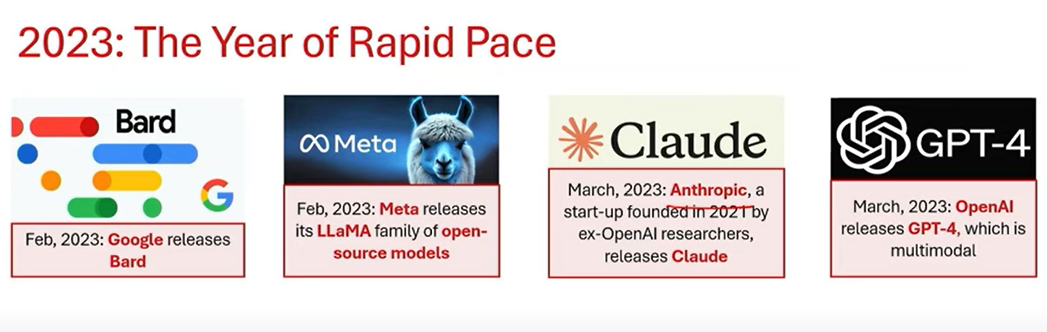 2023: The Year of Rapid Pace
Bard
G
Feb, 2023: Google releases
Bard
Meta
Feb, 2023: Meta releases
its LLaMA family of open-
source models
Claude
March, 2023: Anthropic, a
start-up founded in 2021 by
ex-OpenAI researchers,
releases Claude
GPT-4
March, 2023: OpenAI
releases GPT-4, which is
multimodal